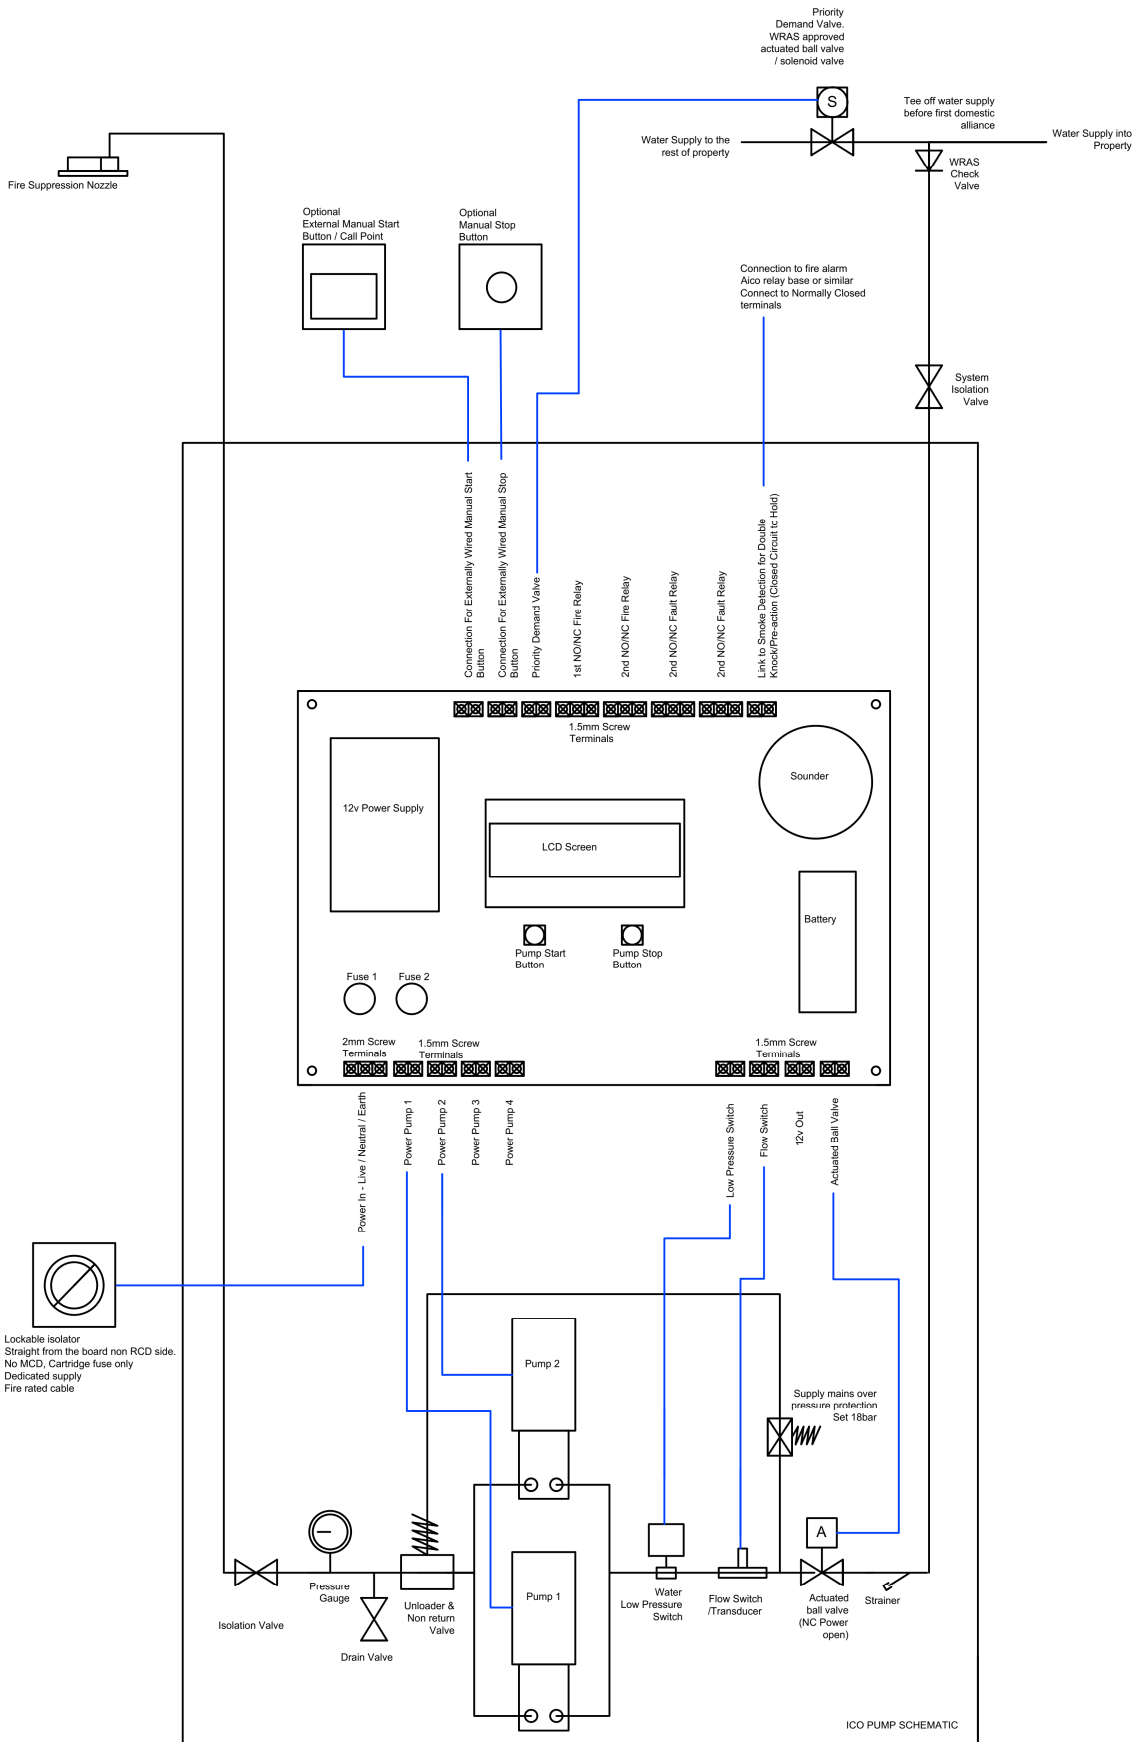 Priority
Demand Valve.
WRAS approved
actuated ball valve
/ solenoid valve
S
Tee off water supply
before first domestic
alliance
Water Supply to the
rest of property
Water Supply into
Property
WRAS
Check
Valve
Fire Suppression Nozzle
Optional
External Manual Start
Button / Call Point
Optional
Manual Stop
Button
Connection to fire alarm
Aico relay base or similar
Connect to Normally Closed
terminals
System
Isolation
Valve
Connection For Externally Wired Manual Start
Button
Connection For Externally Wired Manual Stop
Button
Priority Demand Valve
1st NO/NC Fire Relay
2nd NO/NC Fire Relay
2nd NO/NC Fault Relay
2nd NO/NC Fault Relay
Link to Smoke Detection for Double
Knock/Pre-action (Closed Circuit to Hold)
1.5mm Screw
Terminals
12v Power Supply
Sounder
LCD Screen
Battery
Pump Start
Button
Pump Stop
Button
Fuse 1
Fuse 2
2mm Screw
Terminals
1.5mm Screw
Terminals
1.5mm Screw
Terminals
Power In - Live / Neutral / Earth
Power Pump 1
Power Pump 2
Power Pump 3
Power Pump 4
Low Pressure Switch
Flow Switch
12v Out
Actuated Ball Valve
Lockable isolator
Straight from the board non RCD side.
No MCD, Cartridge fuse only
Dedicated supply
Fire rated cable
Pump 2
Supply mains over
pressure protection
Set 18bar
A
Pump 1
Isolation Valve
Pressure
Gauge
Drain Valve
Unloader &
Non return
Valve
Water
Low Pressure
Switch
Flow Switch
/Transducer
Actuated
ball valve
(NC Power
open)
Strainer
ICO PUMP SCHEMATIC